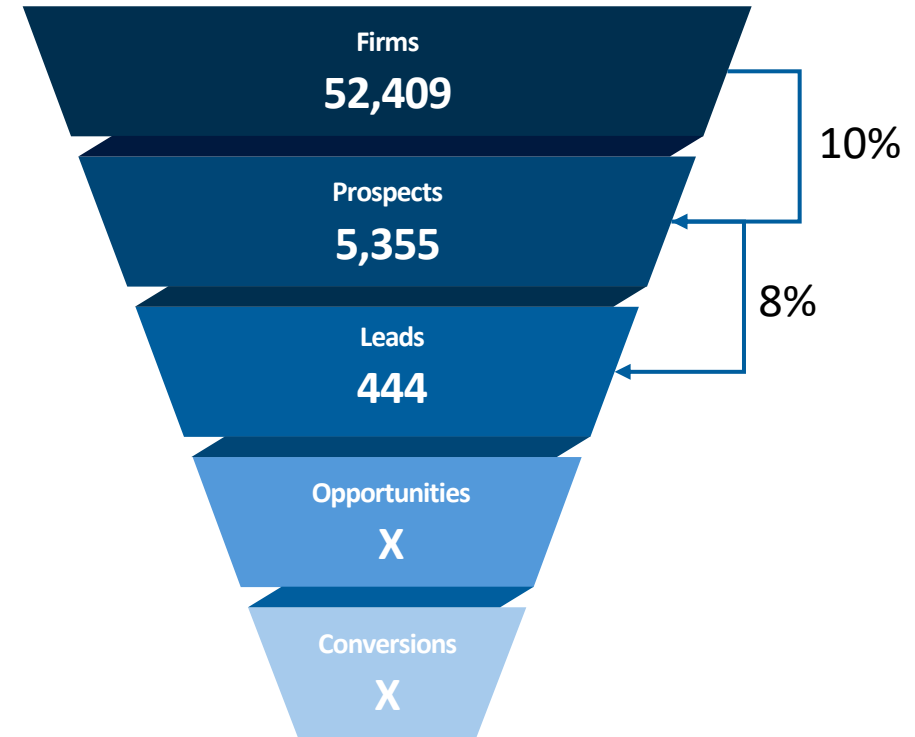 Firms
52,409
10%
Prospects
5,355
8%
Leads
444
Opportunities
X
Conversions
X